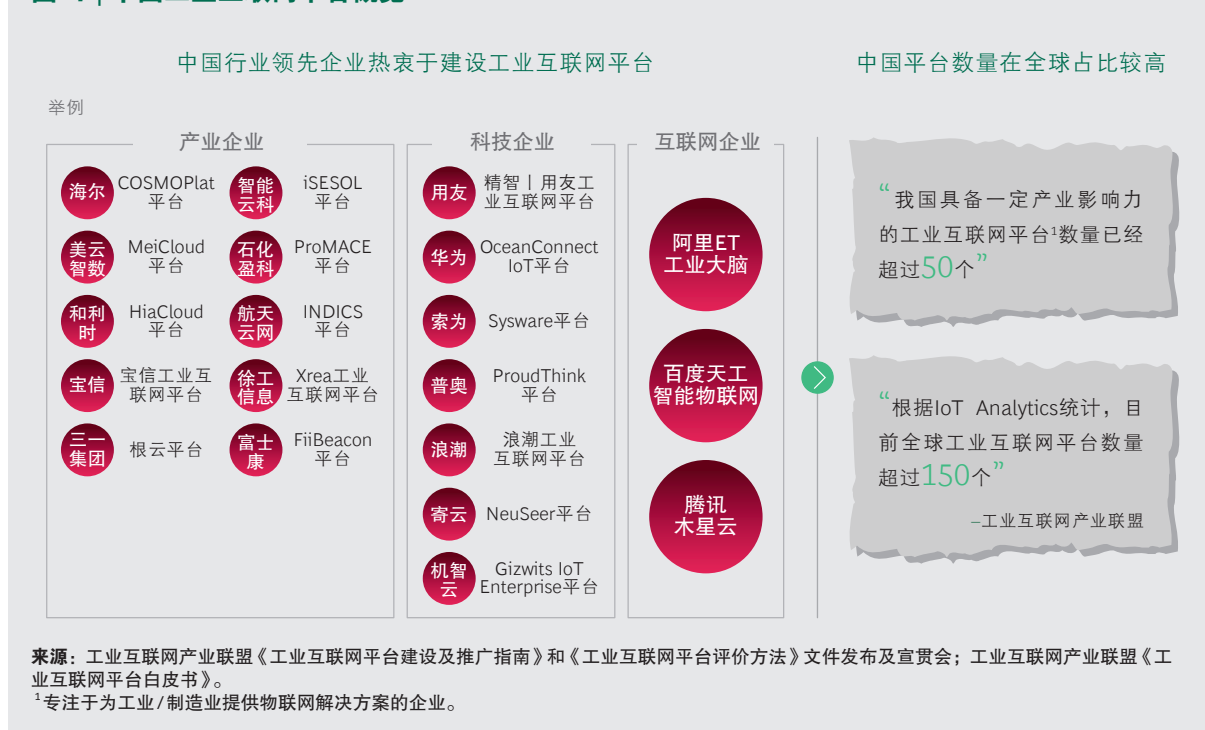 中国行业领先企业热衷于建设工业互联网平台
中国平台数量在全球占比较高
举例
产业企业
海尔
COSMOPlat
平台
智能
云科
iSESOL
平台
美云
智数
MeiCloud
平台
石化
盈科
ProMACE
平台
和利
时
HiaCloud
平台
航天
云网
INDICS
平台
宝信
宝信工业互
联网平台
徐工
信息
Xrea工业
互联网平台
三一
集团
根云平台
富士
康
FiiBeacon
平台
科技企业
用友
精智丨用友工
业互联网平台
华为
OceanConnect
IoT平台
索为
Sysware平台
普奥
ProudThink
平台
浪潮
浪潮工业
互联网平台
寄云
NeuSeer平台
机智
云
Gizwits IoT
Enterprise平台
互联网企业
阿里ET
工业大脑
百度天工
智能物联网
腾讯
木星云
“我国具备一定产业影响力
的工业互联网平台¹数量已经
超过50个”
“根据IoT Analytics统计，目
前全球工业互联网平台数量
超过150个”
–工业互联网产业联盟
来源：工业互联网产业联盟《工业互联网平台建设及推广指南》和《工业互联网平台评价方法》文件发布及宣贯会；工业互联网产业联盟《工
业互联网平台白皮书》。
¹专注于为工业/制造业提供物联网解决方案的企业。